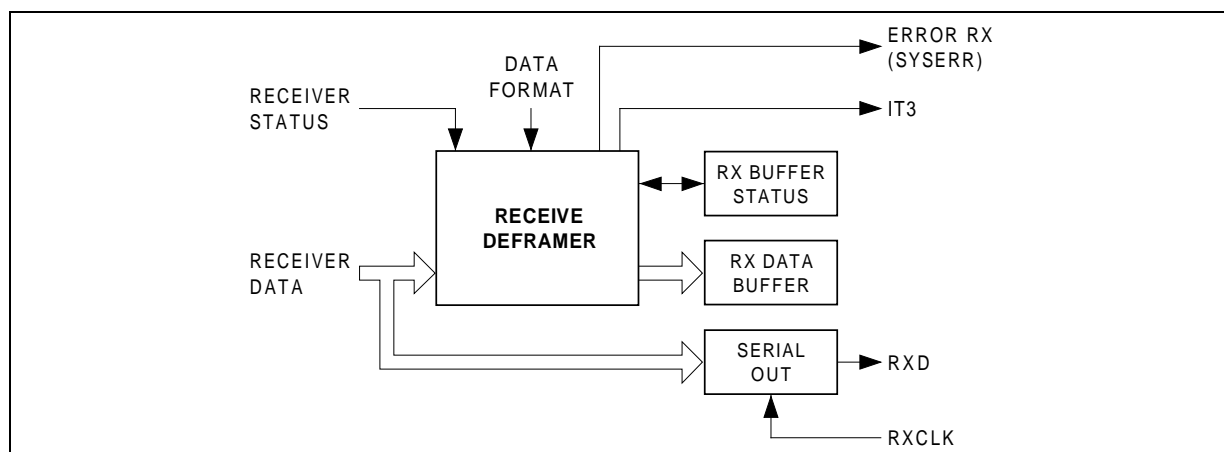 ERROR RX
(SYSERR)
DATA
FORMAT
RECEIVER
STATUS
IT3
RX BUFFER
STATUS
RECEIVE
DEFRAMER
RECEIVER
DATA
RX DATA
BUFFER
SERIAL
OUT
RXD
RXCLK